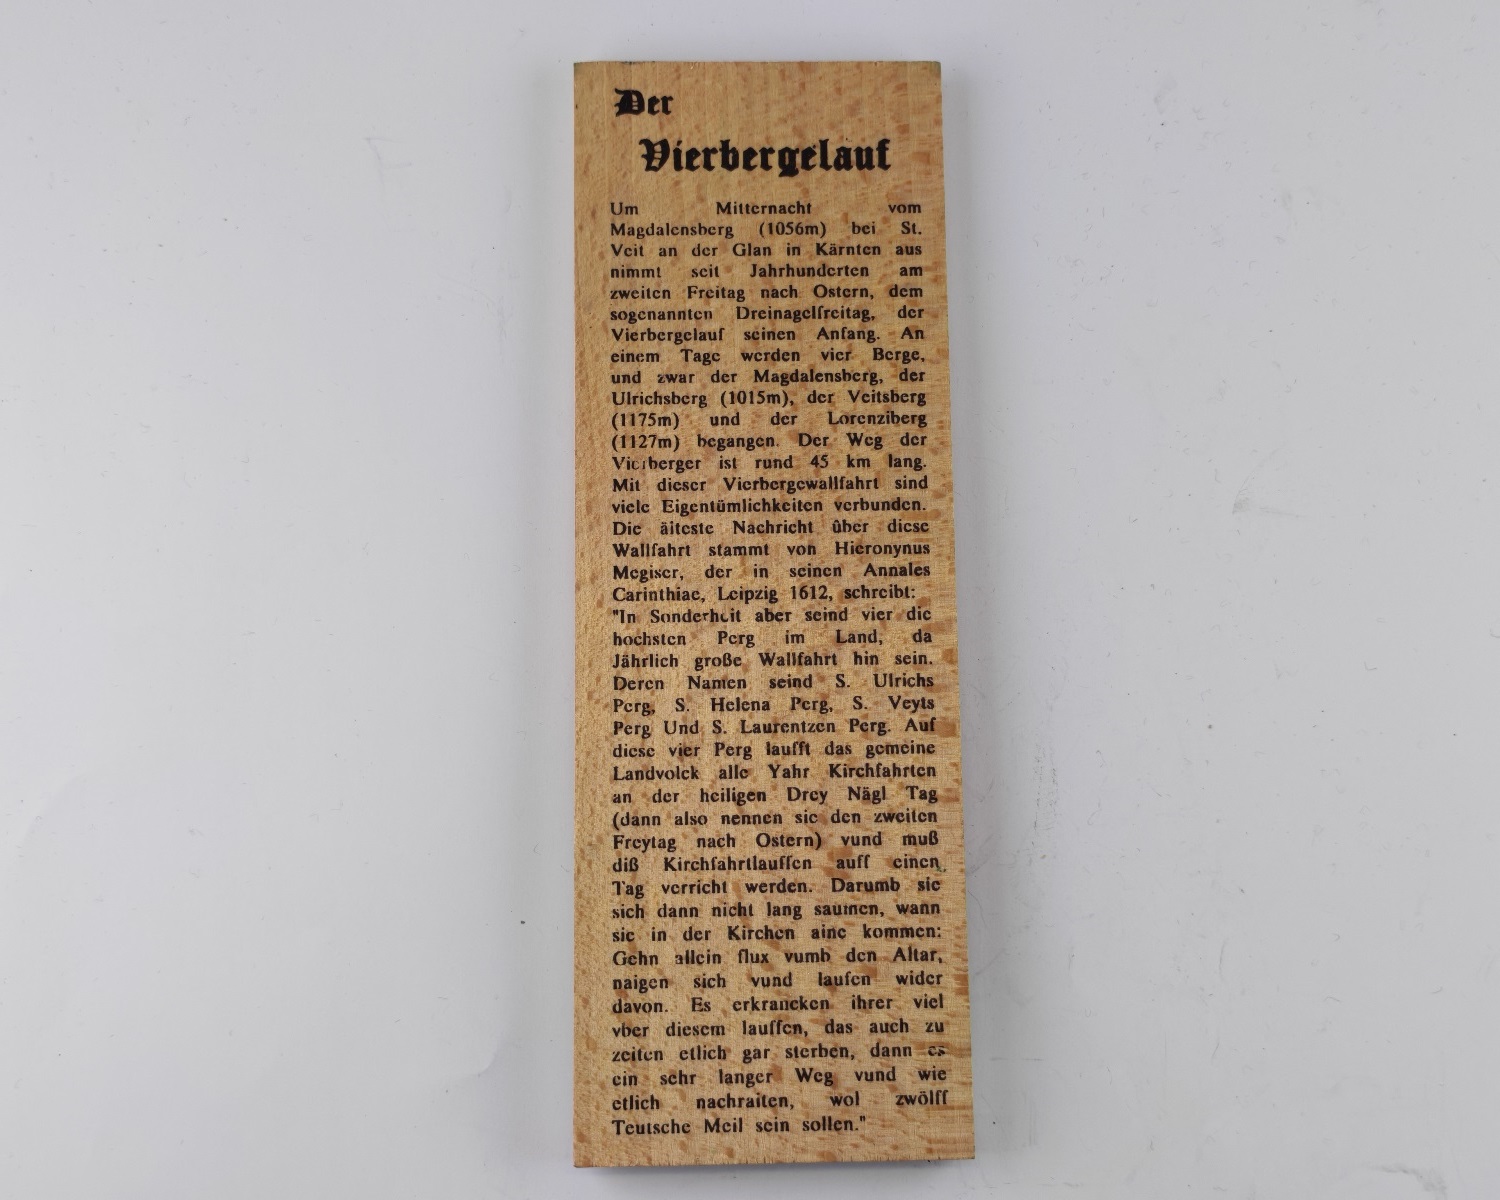 Der
Vierbergelauf
Um Mitternacht vom
Magdalensberg (1056m) bei St.
Veit an der Glan in Kärnten aus
nimmt seit Jahrhunderten am
zweiten Freitag nach Ostern, dem
sogenannten Dreinagelfreitag, der
Vierbergelauf seinen Anfang. An
einem Tage werden vier Berge,
und zwar der Magdalensberg, der
Ulrichsberg (1015m), der Veitsberg
(1175m) und der Lorenziberg
(1127m) begangen. Der Weg der
Vierberger ist rund 45 km lang.
Mit dieser Vierbergewallfahrt sind
viele Eigentümlichkeiten verbunden.
Die älteste Nachricht über diese
Wallfahrt stammt von Hieronynus
Megiser, der in seinen Annales
Carinthiae, Leipzig 1612, schreibt:
"In Sonderheit aber seind vier die
hochsten Perg im Land, da
Jährlich große Wallfahrt hin sein.
Deren Namen seind S. Ulrichs
Perg, S. Helena Perg, S. Veyts
Perg Und S. Laurentzen Perg. Auf
diese vier Perg laufft das gemeine
Landvolck alle Yahr Kirchfahrten
an der heiligen Drey Nägl Tag
(dann also nennen sie den zweiten
Freytag nach Ostern) vund muß
diß Kirchfahrtlauffen auff einen
Tag verricht werden. Darumb sie
sich dann nicht lang saumen, wann
sie in der Kirchen aine kommen:
Gehn allein flux vumb den Altar,
naigen sich vund laufen wider
davon. Es erkrancken ihrer viel
vber diesem lauffen, das auch zu
zeiten etlich gar sterben, dann es
ein sehr langer Weg vund wie
etlich nachraiten, wol zwölff
Teutsche Meil sein sollen."